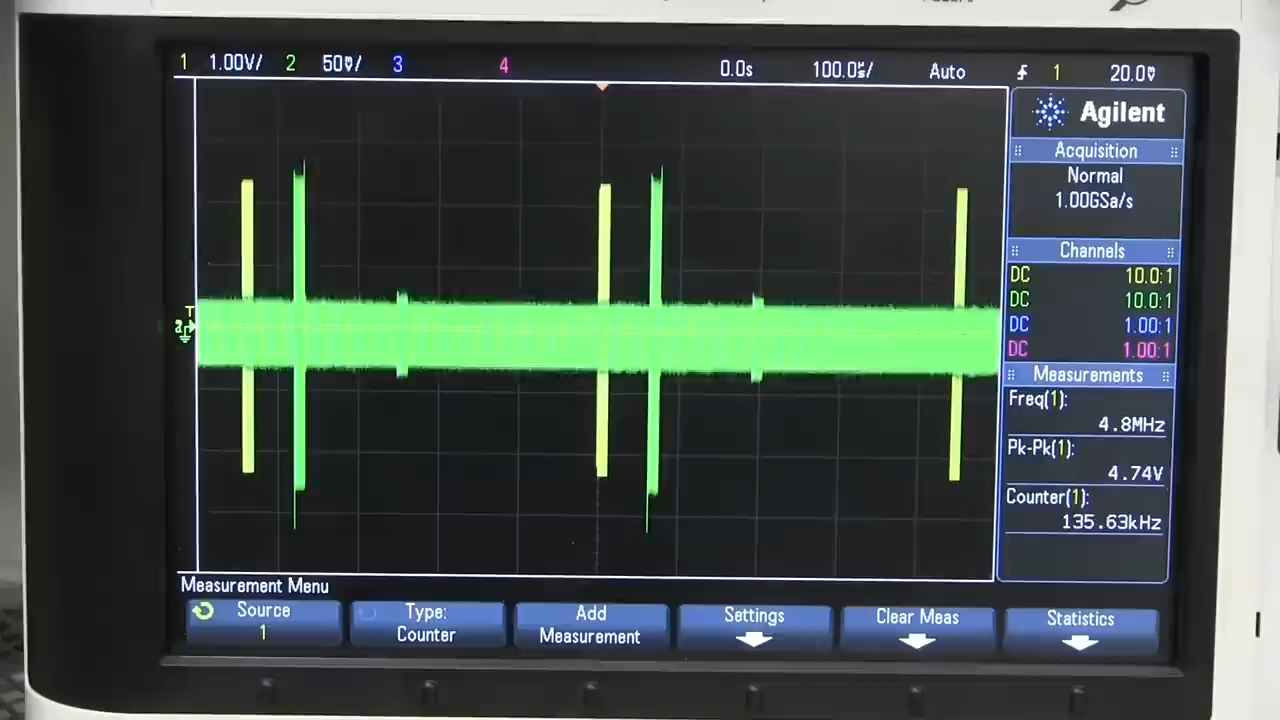 1 1.00V/ 2 50V/ 3 4 0.0s 100.0µs/ Auto 1 20.0V
Agilent
Acquisition
Normal
1.00GSa/s
Channels
DC 10.0:1
DC 10.0:1
DC 1.00:1
DC 1.00:1
Measurements
Freq(1):
4.8MHz
Pk-Pk(1):
4.74V
Counter(1):
135.63kHz
T
Measurement Menu
Source
1
Type:
Counter
Add
Measurement
Settings
Clear Meas
Statistics